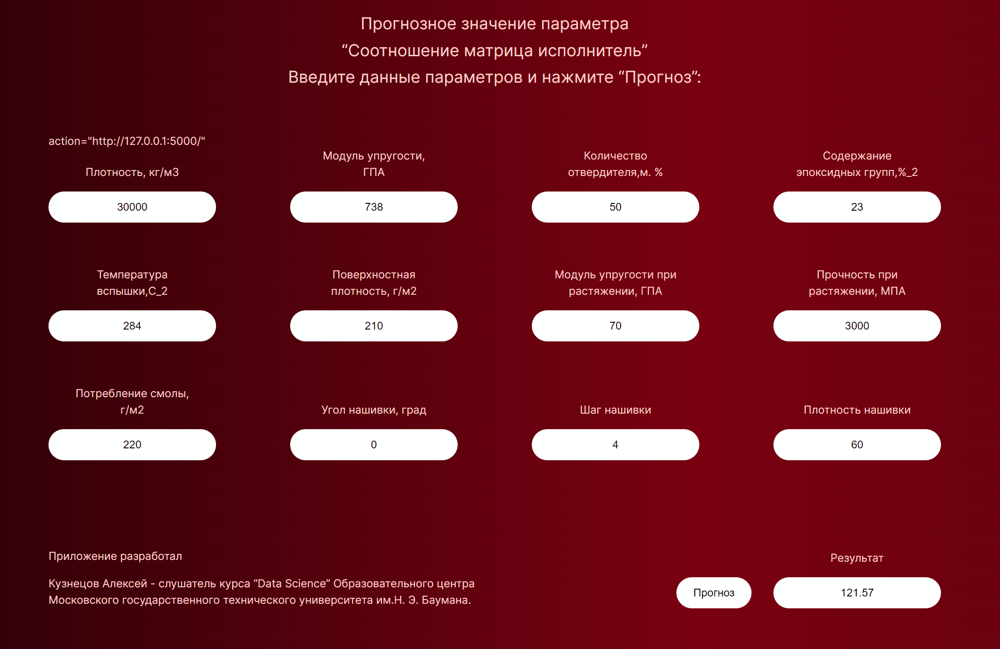 Прогнозное значение параметра
“Соотношение матрица исполнитель”
Введите данные параметров и нажмите “Прогноз”:
action="http://127.0.0.1:5000/"
Плотность, кг/м3
30000
Модуль упругости,
ГПА
738
Количество
отвердителя,м. %
50
Содержание
эпоксидных групп,%_2
23
Температура
вспышки,С_2
284
Поверхностная
плотность, г/м2
210
Модуль упругости при
растяжении, ГПА
70
Прочность при
растяжении, МПА
3000
Потребление смолы,
г/м2
220
Угол нашивки, град
0
Шаг нашивки
4
Плотность нашивки
60
Приложение разработал
Кузнецов Алексей - слушатель курса “Data Science” Образовательного центра
Московского государственного технического университета им.Н. Э. Баумана.
Прогноз
Результат
121.57